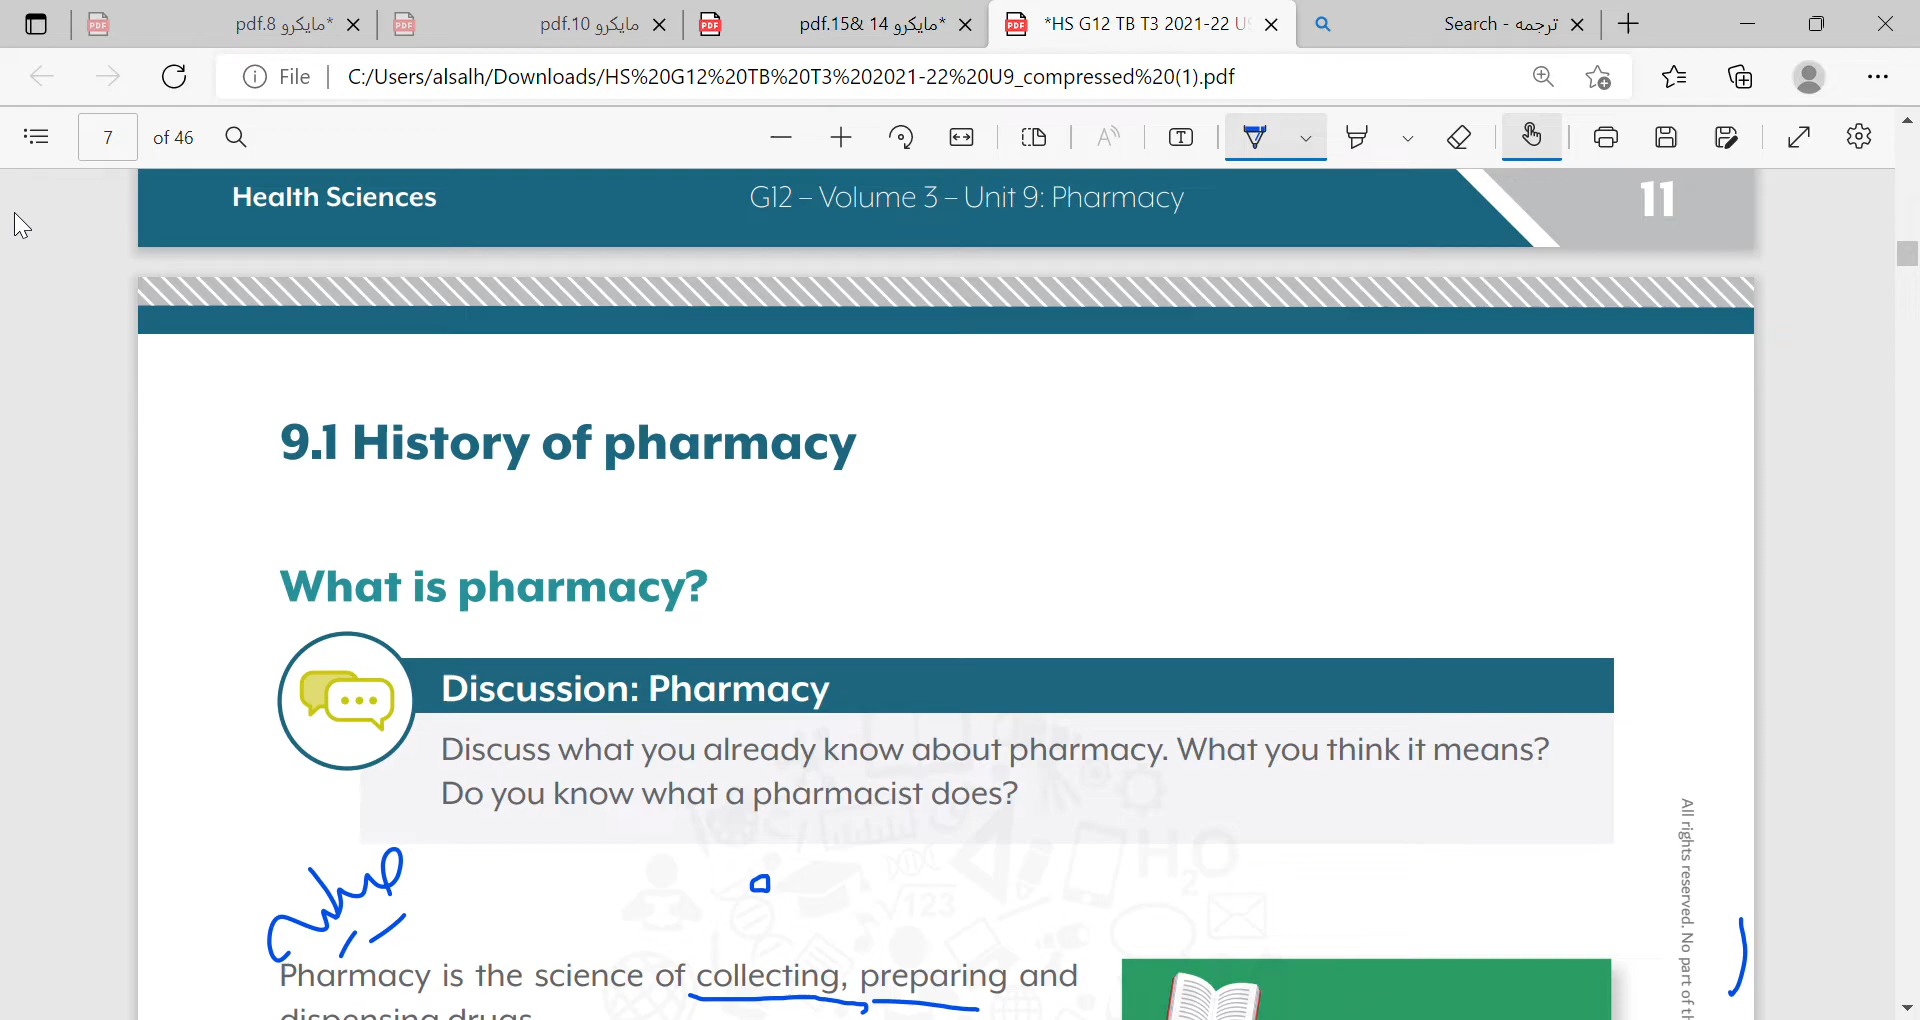 مايكرو 8.pdf*
مايكرو 10.pdf
مايكرو 14 &15.pdf*
*HS G12 TB T3 2021-22 U
ترجمه - Search
File
C:/Users/alsalh/Downloads/HS%20G12%20TB%20T3%202021-22%20U9_compressed%20(1).pdf
7 of 46
Health Sciences
G12 – Volume 3 – Unit 9: Pharmacy
11
9.1 History of pharmacy
What is pharmacy?
Discussion: Pharmacy
Discuss what you already know about pharmacy. What you think it means?
Do you know what a pharmacist does?
Pharmacy is the science of collecting, preparing and
dispensing drugs
All rights reserved. No part of th